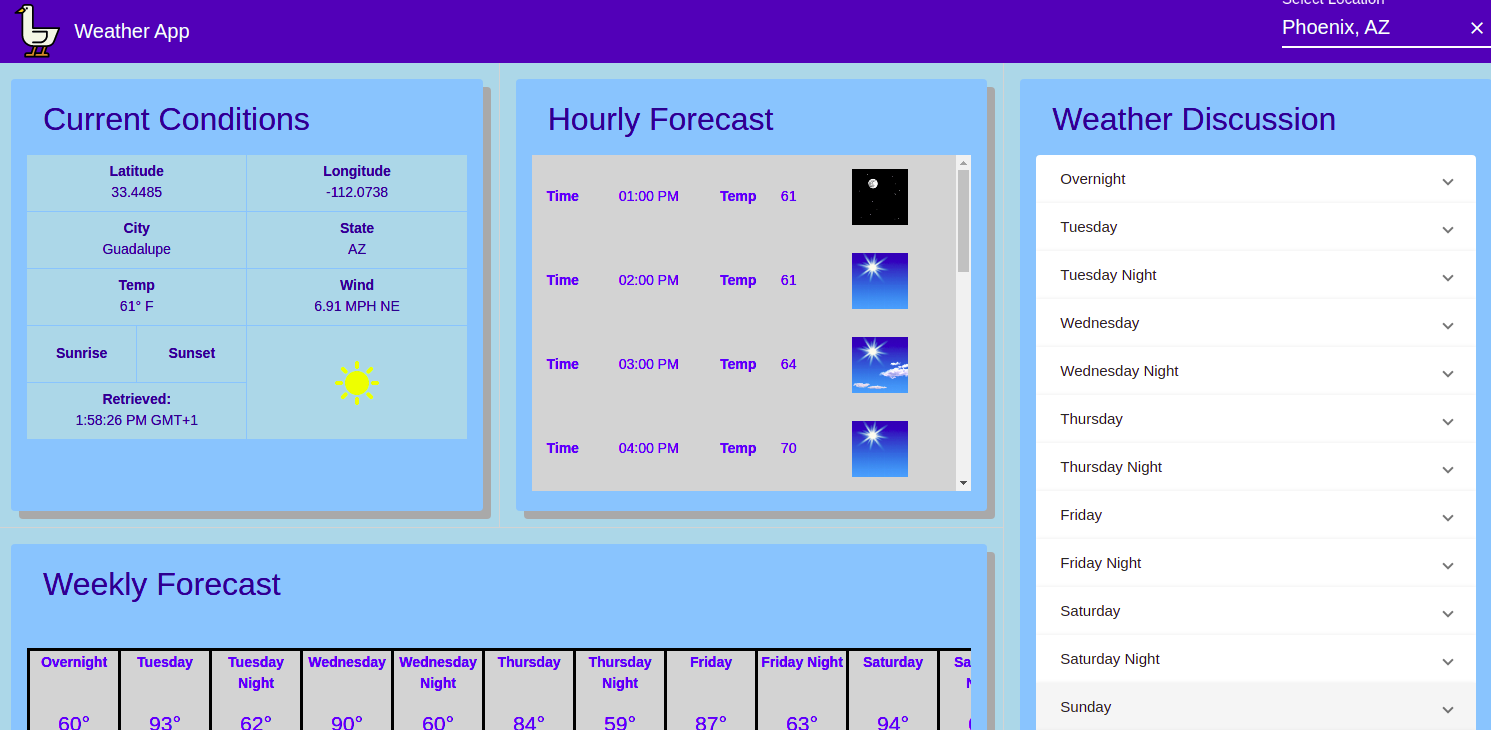 Weather App
Select Location
Phoenix, AZ
Current Conditions
Latitude
33.4485
Longitude
-112.0738
City
Guadalupe
State
AZ
Temp
61° F
Wind
6.91 MPH NE
Sunrise
Sunset
Retrieved:
1:58:26 PM GMT+1
Hourly Forecast
Time 01:00 PM Temp 61
Time 02:00 PM Temp 61
Time 03:00 PM Temp 64
Time 04:00 PM Temp 70
Weekly Forecast
Overnight
60°
Tuesday
93°
Tuesday
Night
62°
Wednesday
90°
Wednesday
Night
60°
Thursday
84°
Thursday
Night
59°
Friday
87°
Friday Night
63°
Saturday
94°
Weather Discussion
Overnight
Tuesday
Tuesday Night
Wednesday
Wednesday Night
Thursday
Thursday Night
Friday
Friday Night
Saturday
Saturday Night
Sunday